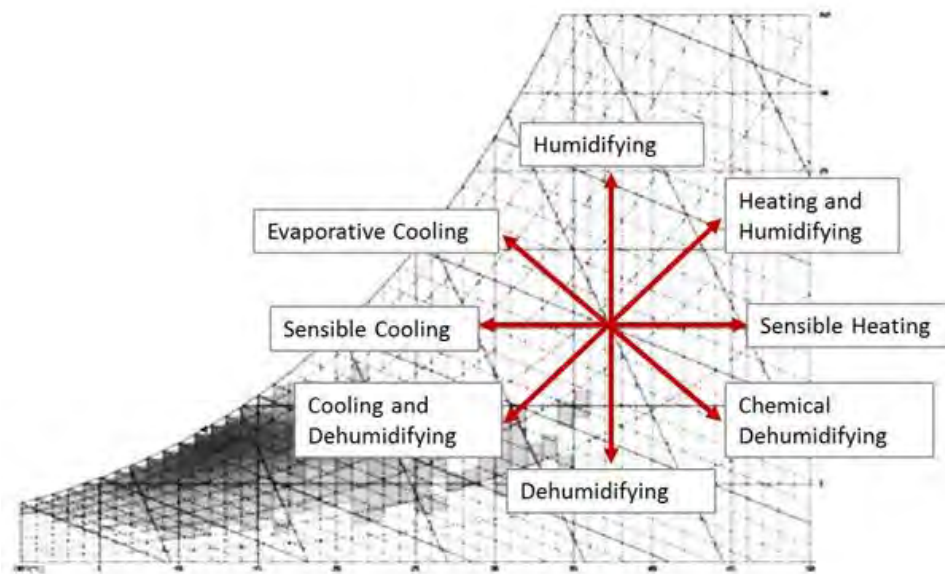 Humidifying
Heating and
Humidifying
Evaporative Cooling
Sensible Cooling
Sensible Heating
Cooling and
Dehumidifying
Chemical
Dehumidifying
Dehumidifying